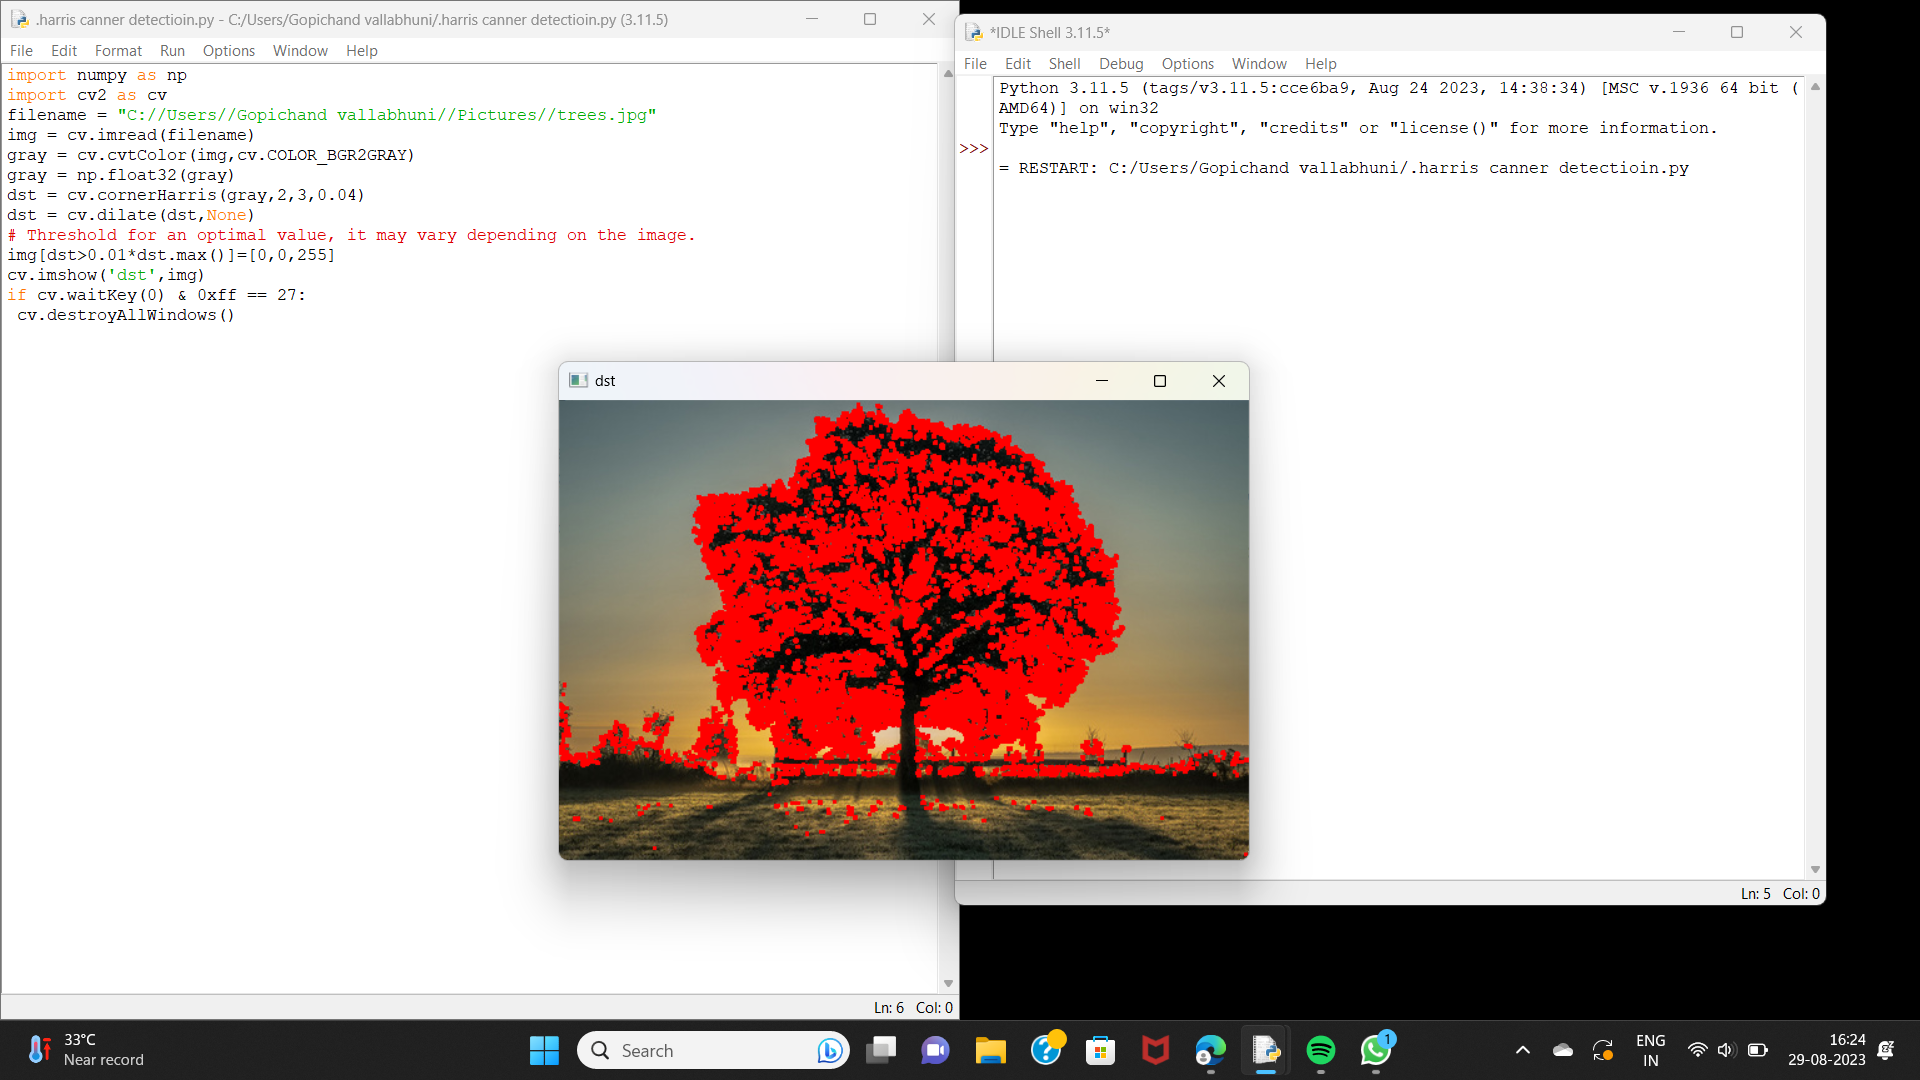 .harris canner detectioin.py - C:/Users/Gopichand vallabhuni/.harris canner detectioin.py (3.11.5)
File Edit Format Run Options Window Help
import numpy as np
import cv2 as cv
filename = "C://Users//Gopichand vallabhuni//Pictures//trees.jpg"
img = cv.imread(filename)
gray = cv.cvtColor(img,cv.COLOR_BGR2GRAY)
gray = np.float32(gray)
dst = cv.cornerHarris(gray,2,3,0.04)
dst = cv.dilate(dst,None)
# Threshold for an optimal value, it may vary depending on the image.
img[dst>0.01*dst.max()]=[0,0,255]
cv.imshow('dst',img)
if cv.waitKey(0) & 0xff == 27:
 cv.destroyAllWindows()
Ln: 6 Col: 0
*IDLE Shell 3.11.5*
File Edit Shell Debug Options Window Help
Python 3.11.5 (tags/v3.11.5:cce6ba9, Aug 24 2023, 14:38:34) [MSC v.1936 64 bit (
AMD64)] on win32
Type "help", "copyright", "credits" or "license()" for more information.
>>>
= RESTART: C:/Users/Gopichand vallabhuni/.harris canner detectioin.py
Ln: 5 Col: 0
dst
33°C
Near record
Search
1
ENG
IN
16:24
29-08-2023